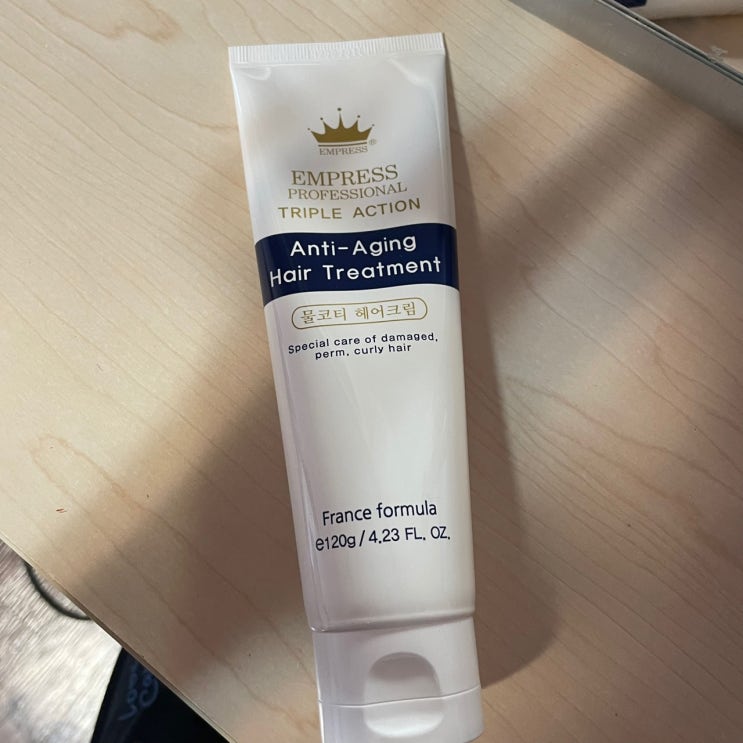 EMPRESS®
EMPRESS
PROFESSIONAL
TRIPLE ACTION
Anti-Aging
Hair Treatment
물코티 헤어크림
Special care of damaged,
perm, curly hair
France formula
℮120g / 4.23 FL. OZ.